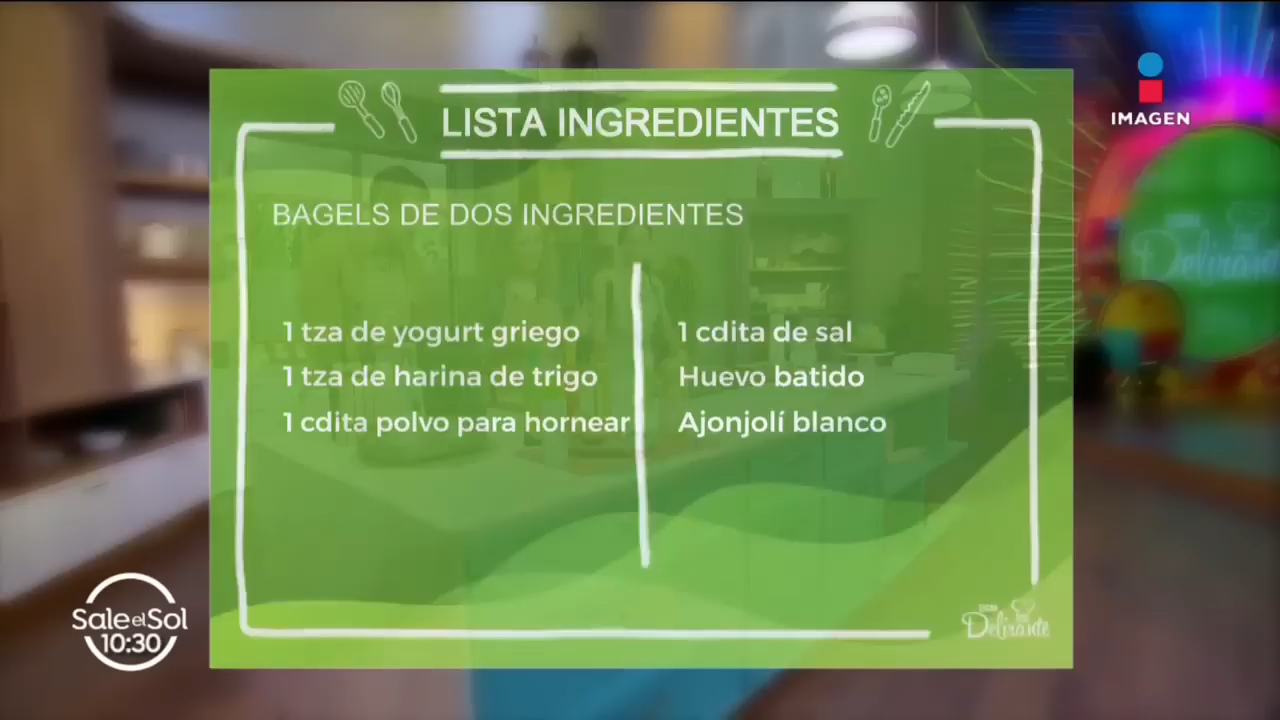 LISTA INGREDIENTES
IMAGEN
BAGELS DE DOS INGREDIENTES
1 tza de yogurt griego
1 tza de harina de trigo
1 cdita polvo para hornear
1 cdita de sal
Huevo batido
Ajonjolí blanco
Delirante
Delirante
Sale el Sol
10:30